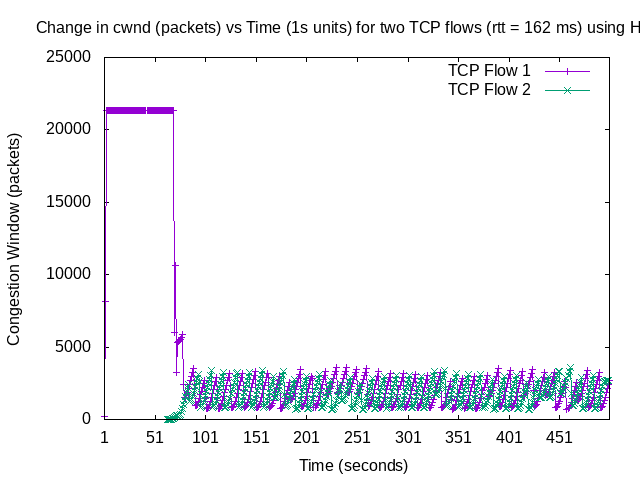 Change in cwnd (packets) vs Time (1s units) for two TCP flows (rtt = 162 ms) using H
25000
20000
15000
10000
5000
0
Congestion Window (packets)
TCP Flow 1
TCP Flow 2
1 51 101 151 201 251 301 351 401 451
Time (seconds)